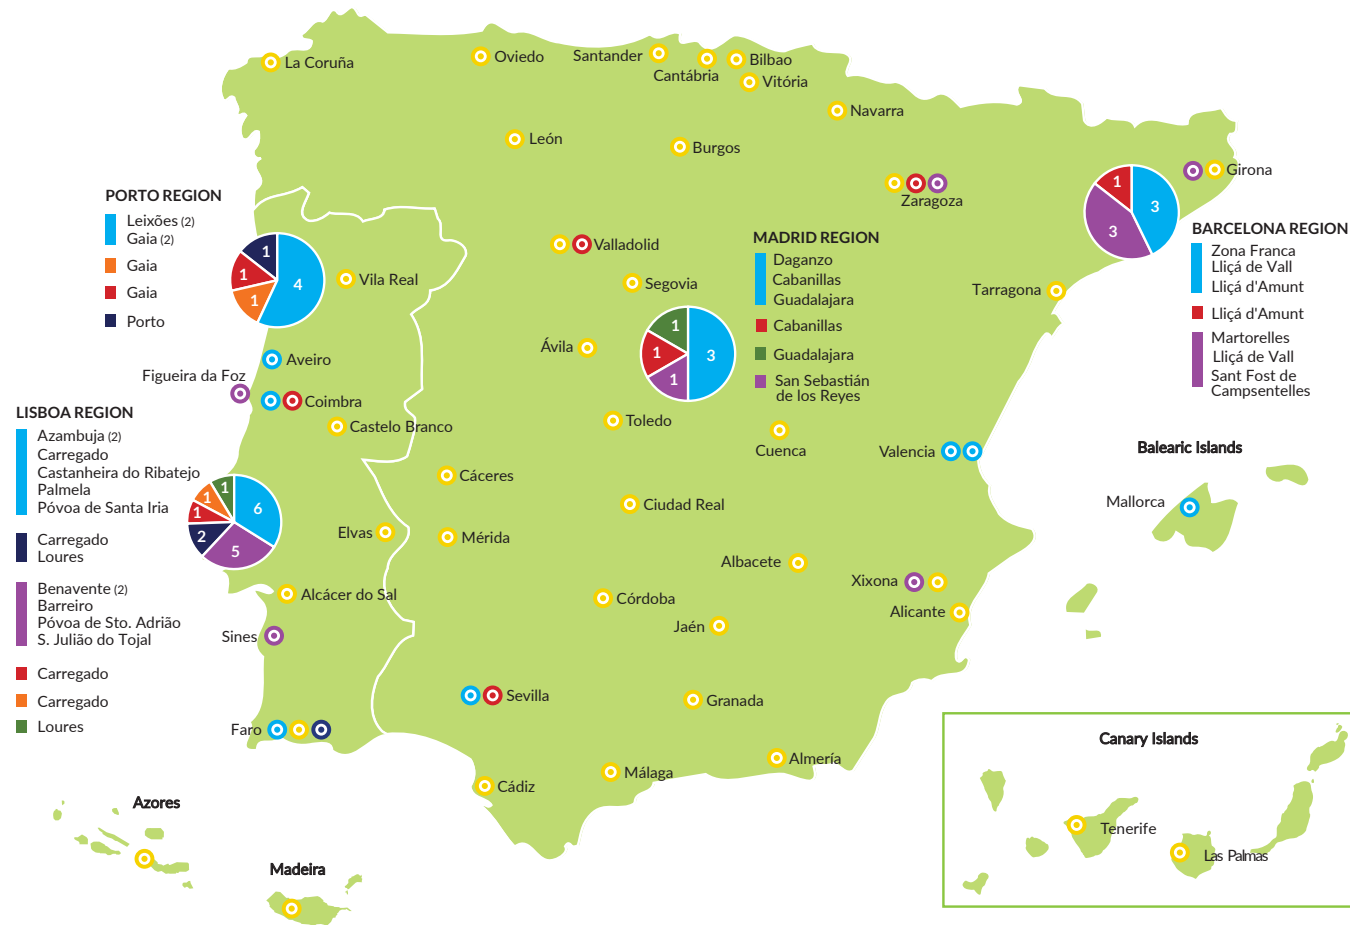 La Coruña
Oviedo
Santander
Cantábria
Bilbao
Vitória
Navarra
León
Burgos
Girona
Zaragoza
PORTO REGION
Leixões (2)
Gaia (2)
Gaia
Gaia
Porto
1
4
1
1
Vila Real
Valladolid
Segovia
Ávila
MADRID REGION
Daganzo
Cabanillas
Guadalajara
Cabanillas
Guadalajara
San Sebastián
de los Reyes
1
3
1
1
1
3
3
BARCELONA REGION
Zona Franca
Lliçá de Vall
Lliçá d'Amunt
Lliçá d'Amunt
Martorelles
Lliçá de Vall
Sant Fost de
Campsentelles
Tarragona
Aveiro
Figueira da Foz
Coimbra
Castelo Branco
Toledo
Cuenca
Valencia
Balearic Islands
Mallorca
LISBOA REGION
Azambuja (2)
Carregado
Castanheira do Ribatejo
Palmela
Póvoa de Santa Iria
Carregado
Loures
Benavente (2)
Barreiro
Póvoa de Sto. Adrião
S. Julião do Tojal
Carregado
Carregado
Loures
1
1
6
1
2
5
Cáceres
Ciudad Real
Elvas
Mérida
Albacete
Xixona
Alicante
Alcácer do Sal
Córdoba
Jaén
Sines
Sevilla
Granada
Faro
Almería
Málaga
Cádiz
Azores
Madeira
Canary Islands
Tenerife
Las Palmas